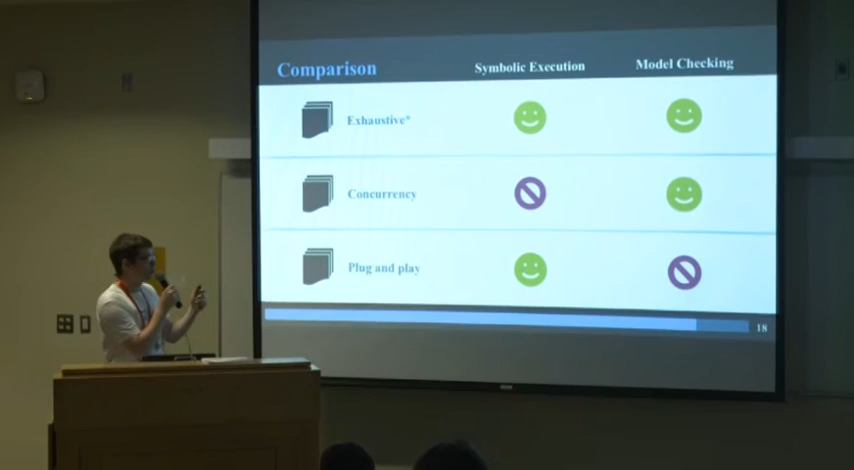 Comparison
Symbolic Execution
Model Checking
Exhaustive*
Concurrency
Plug and play
18